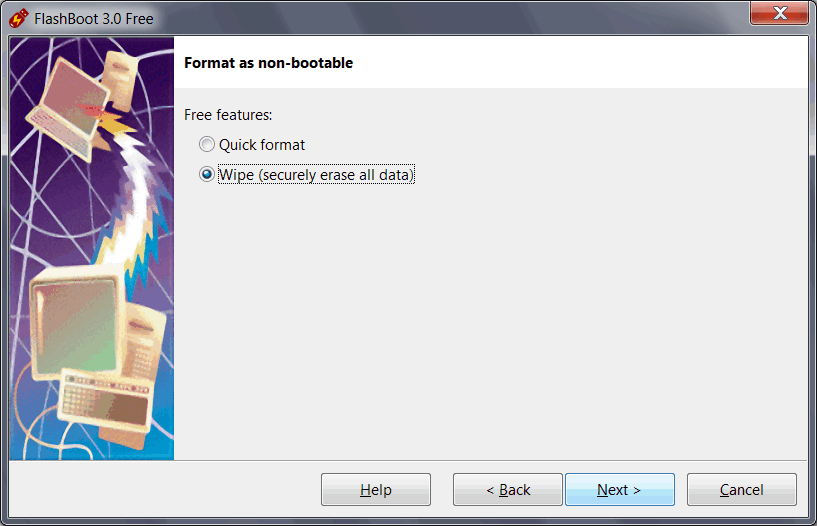 FlashBoot 3.0 Free
Format as non-bootable
Free features:
Quick format
Wipe (securely erase all data)
Help
< Back
Next >
Cancel